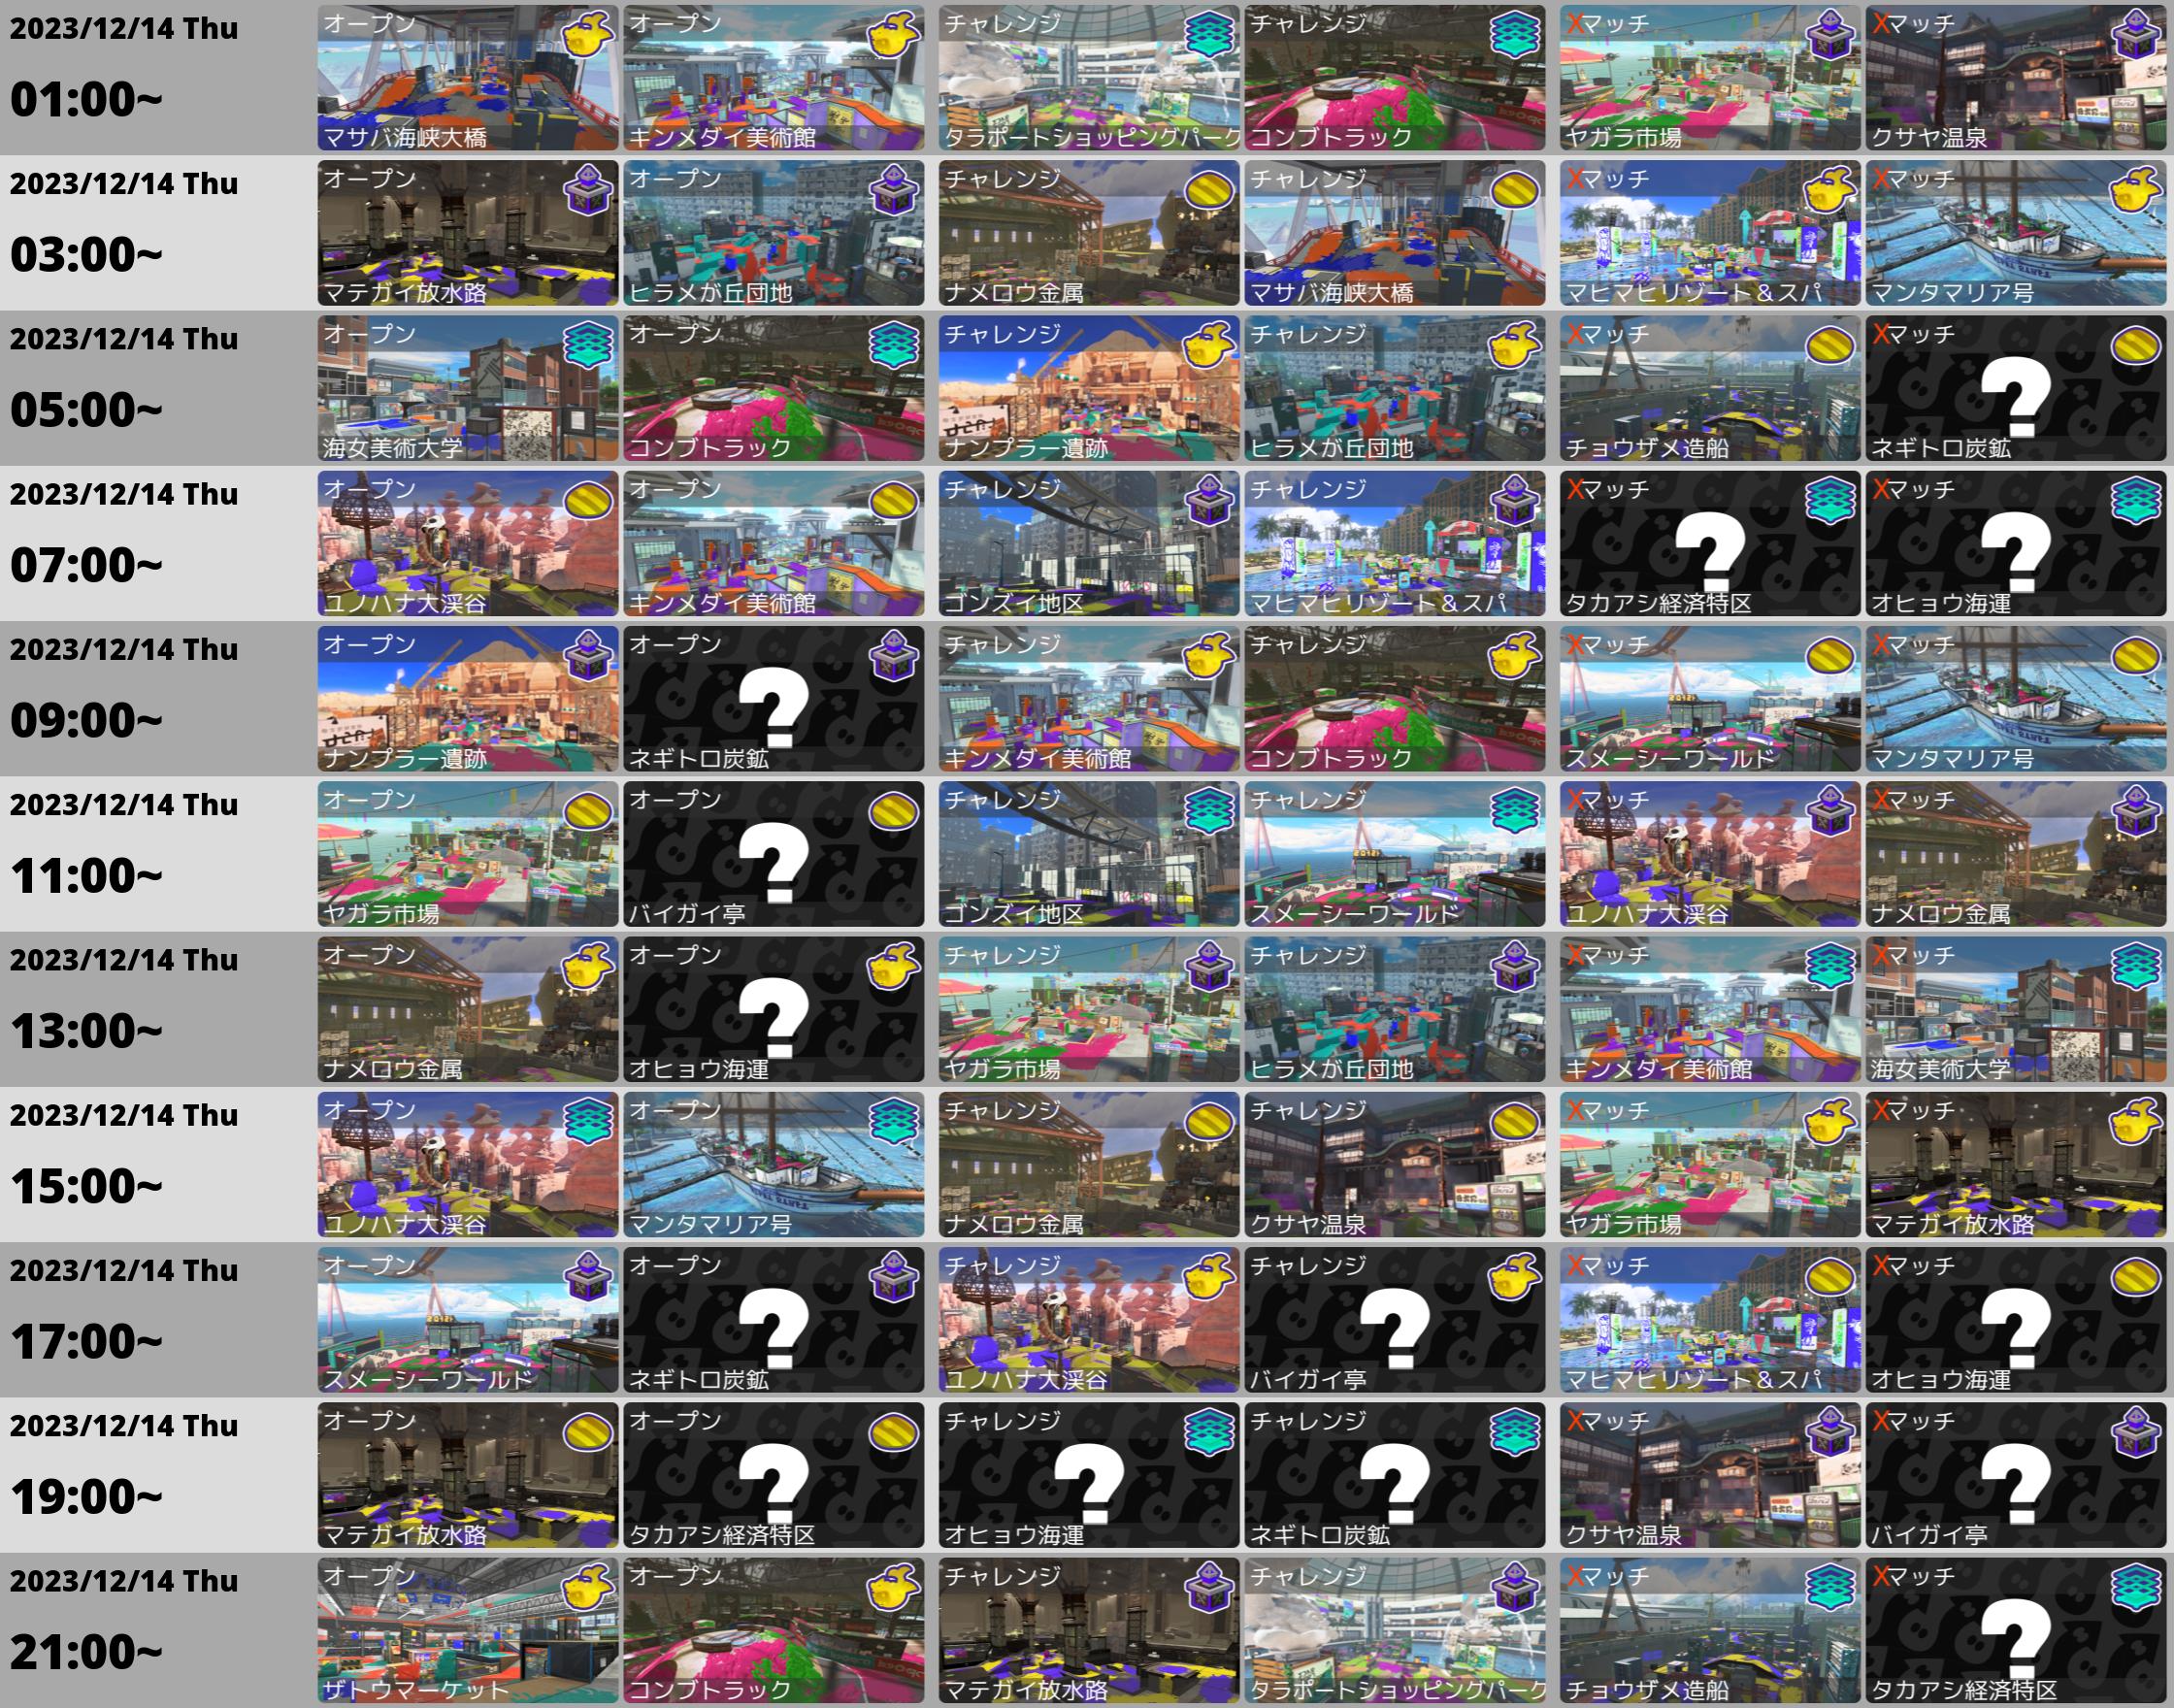 2023/12/14 Thu
01:00~
オープン
マサバ海峡大橋
オープン
キンメダイ美術館
チャレンジ
タラポートショッピングパーク
チャレンジ
コンブトラック
Xマッチ
ヤガラ市場
Xマッチ
クサヤ温泉
2023/12/14 Thu
03:00~
オープン
マテガイ放水路
オープン
ヒラメが丘団地
チャレンジ
ナメロウ金属
チャレンジ
マサバ海峡大橋
Xマッチ
マヒマヒリゾート&スパ
Xマッチ
マンタマリア号
2023/12/14 Thu
05:00~
オープン
海女美術大学
オープン
コンブトラック
チャレンジ
ナンプラー遺跡
チャレンジ
ヒラメが丘団地
Xマッチ
チョウザメ造船
Xマッチ
?
ネギトロ炭鉱
2023/12/14 Thu
07:00~
オープン
ユノハナ大渓谷
オープン
キンメダイ美術館
チャレンジ
ゴンズイ地区
チャレンジ
マヒマヒリゾート&スパ
Xマッチ
?
タカアシ経済特区
Xマッチ
?
オヒョウ海運
2023/12/14 Thu
09:00~
オープン
ナンプラー遺跡
オープン
?
ネギトロ炭鉱
チャレンジ
キンメダイ美術館
チャレンジ
コンブトラック
Xマッチ
スメーシーワールド
Xマッチ
マンタマリア号
2023/12/14 Thu
11:00~
オープン
ヤガラ市場
オープン
?
バイガイ亭
チャレンジ
ゴンズイ地区
チャレンジ
スメーシーワールド
Xマッチ
ユノハナ大渓谷
Xマッチ
ナメロウ金属
2023/12/14 Thu
13:00~
オープン
ナメロウ金属
オープン
?
オヒョウ海運
チャレンジ
ヤガラ市場
チャレンジ
ヒラメが丘団地
Xマッチ
キンメダイ美術館
Xマッチ
海女美術大学
2023/12/14 Thu
15:00~
オープン
ユノハナ大渓谷
オープン
マンタマリア号
チャレンジ
ナメロウ金属
チャレンジ
クサヤ温泉
Xマッチ
ヤガラ市場
Xマッチ
マテガイ放水路
2023/12/14 Thu
17:00~
オープン
スメーシーワールド
オープン
?
ネギトロ炭鉱
チャレンジ
ユノハナ大渓谷
チャレンジ
?
バイガイ亭
Xマッチ
マヒマヒリゾート&スパ
Xマッチ
?
オヒョウ海運
2023/12/14 Thu
19:00~
オープン
マテガイ放水路
オープン
?
タカアシ経済特区
チャレンジ
?
オヒョウ海運
チャレンジ
?
ネギトロ炭鉱
Xマッチ
クサヤ温泉
Xマッチ
?
バイガイ亭
2023/12/14 Thu
21:00~
オープン
ザトウマーケット
オープン
コンブトラック
チャレンジ
マテガイ放水路
チャレンジ
タラポートショッピングパーク
Xマッチ
チョウザメ造船
Xマッチ
?
タカアシ経済特区